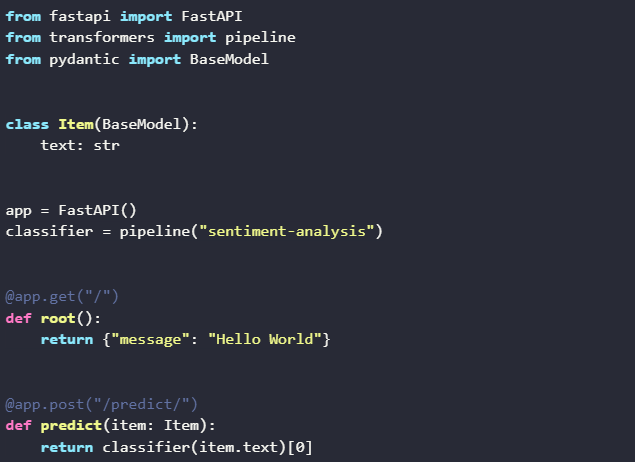 from fastapi import FastAPI
from transformers import pipeline
from pydantic import BaseModel
class Item(BaseModel):
    text: str
app = FastAPI()
classifier = pipeline("sentiment-analysis")
@app.get("/")
def root():
    return {"message": "Hello World"}
@app.post("/predict/")
def predict(item: Item):
    return classifier(item.text)[0]